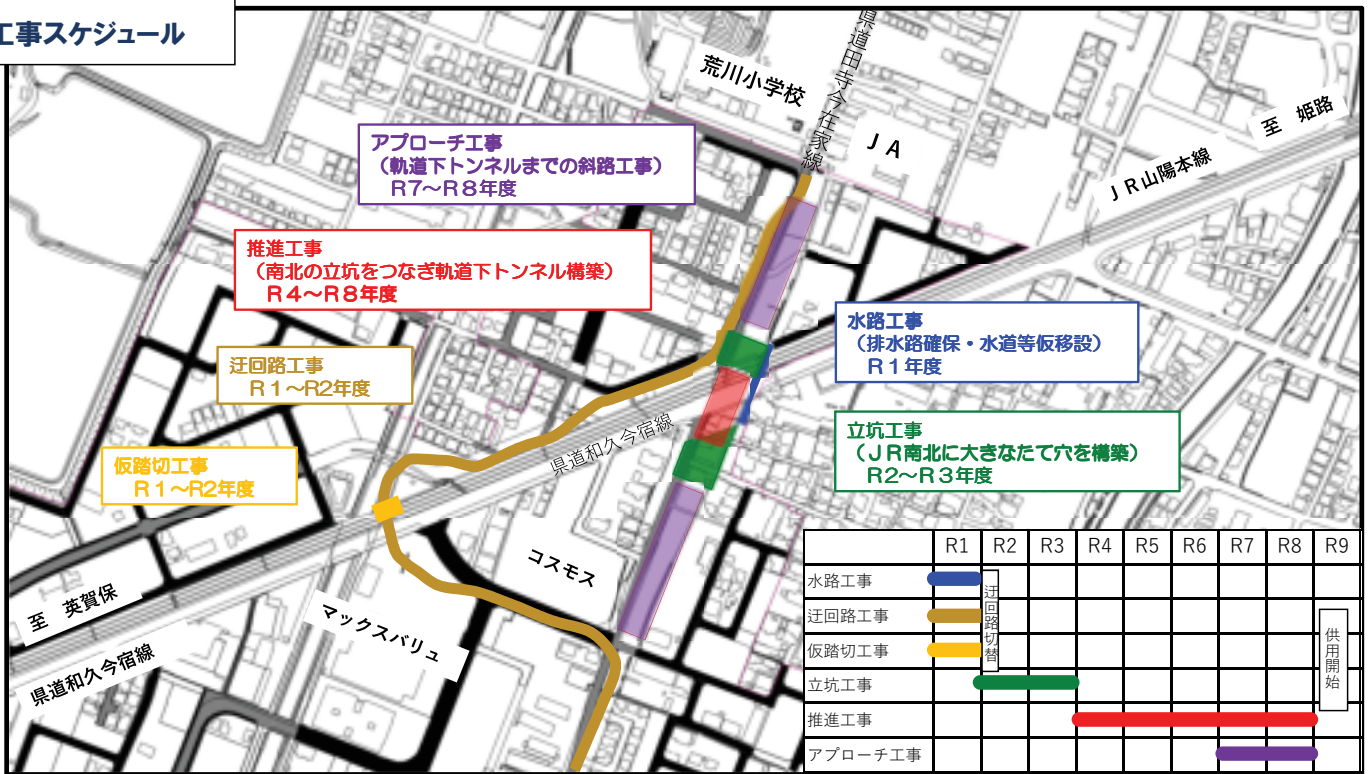 工事スケジュール
荒川小学校
県道田寺今在家線
ＪＡ
至　姫路
ＪＲ山陽本線
アプローチ工事
（軌道下トンネルまでの斜路工事）
R7～R８年度
推進工事
（南北の立坑をつなぎ軌道下トンネル構築）
R４～R８年度
水路工事
（排水路確保・水道等仮移設）
R１年度
迂回路工事
R１～R2年度
県道和久今宿線
立坑工事
（ＪＲ南北に大きなたて穴を構築）
R2～R３年度
仮踏切工事
R１～R2年度
コスモス
至　英賀保
マックスバリュ
県道和久今宿線
R1 R2 R3 R4 R5 R6 R7 R8 R9
水路工事
迂回路工事
仮踏切工事
立坑工事
推進工事
アプローチ工事
迂回路切替
供用開始